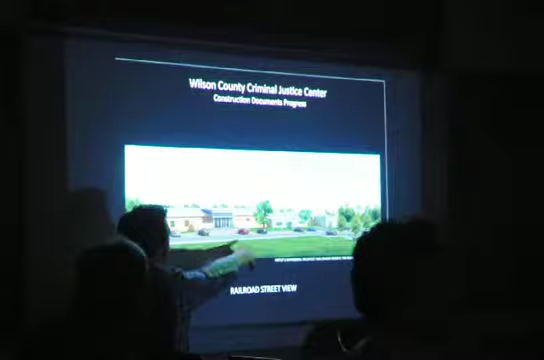 Wilson County Criminal Justice Center
Construction Documents Progress
RAILROAD STREET VIEW